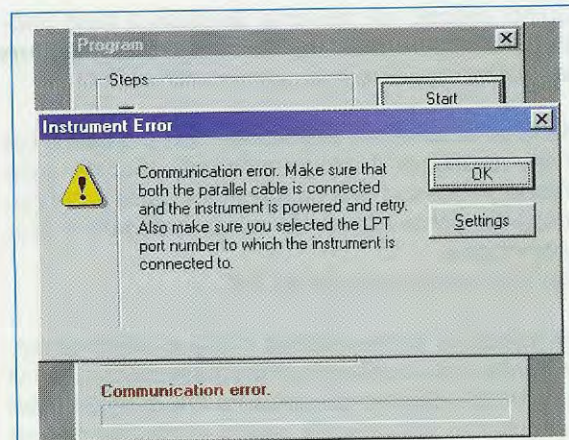 Program
Steps
Start
Instrument Error
Communication error. Make sure that
both the parallel cable is connected
and the instrument is powered and retry.
Also make sure you selected the LPT
port number to which the instrument is
connected to.
OK
Settings
Communication error.